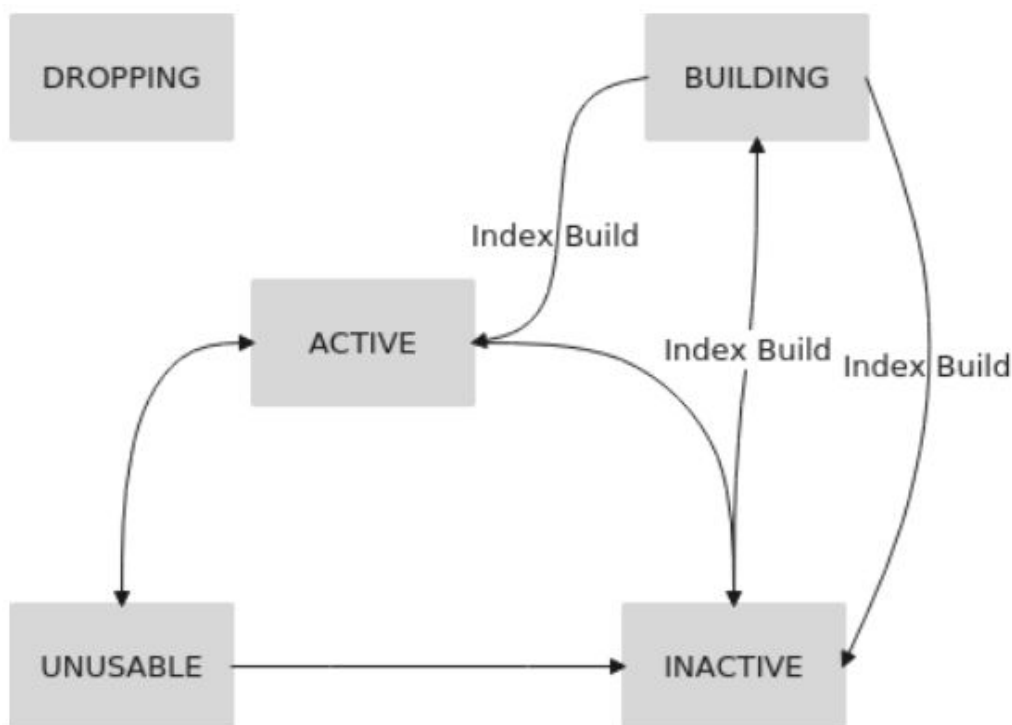 DROPPING
BUILDING
Index Build
ACTIVE
Index Build
Index Build
UNUSABLE
INACTIVE